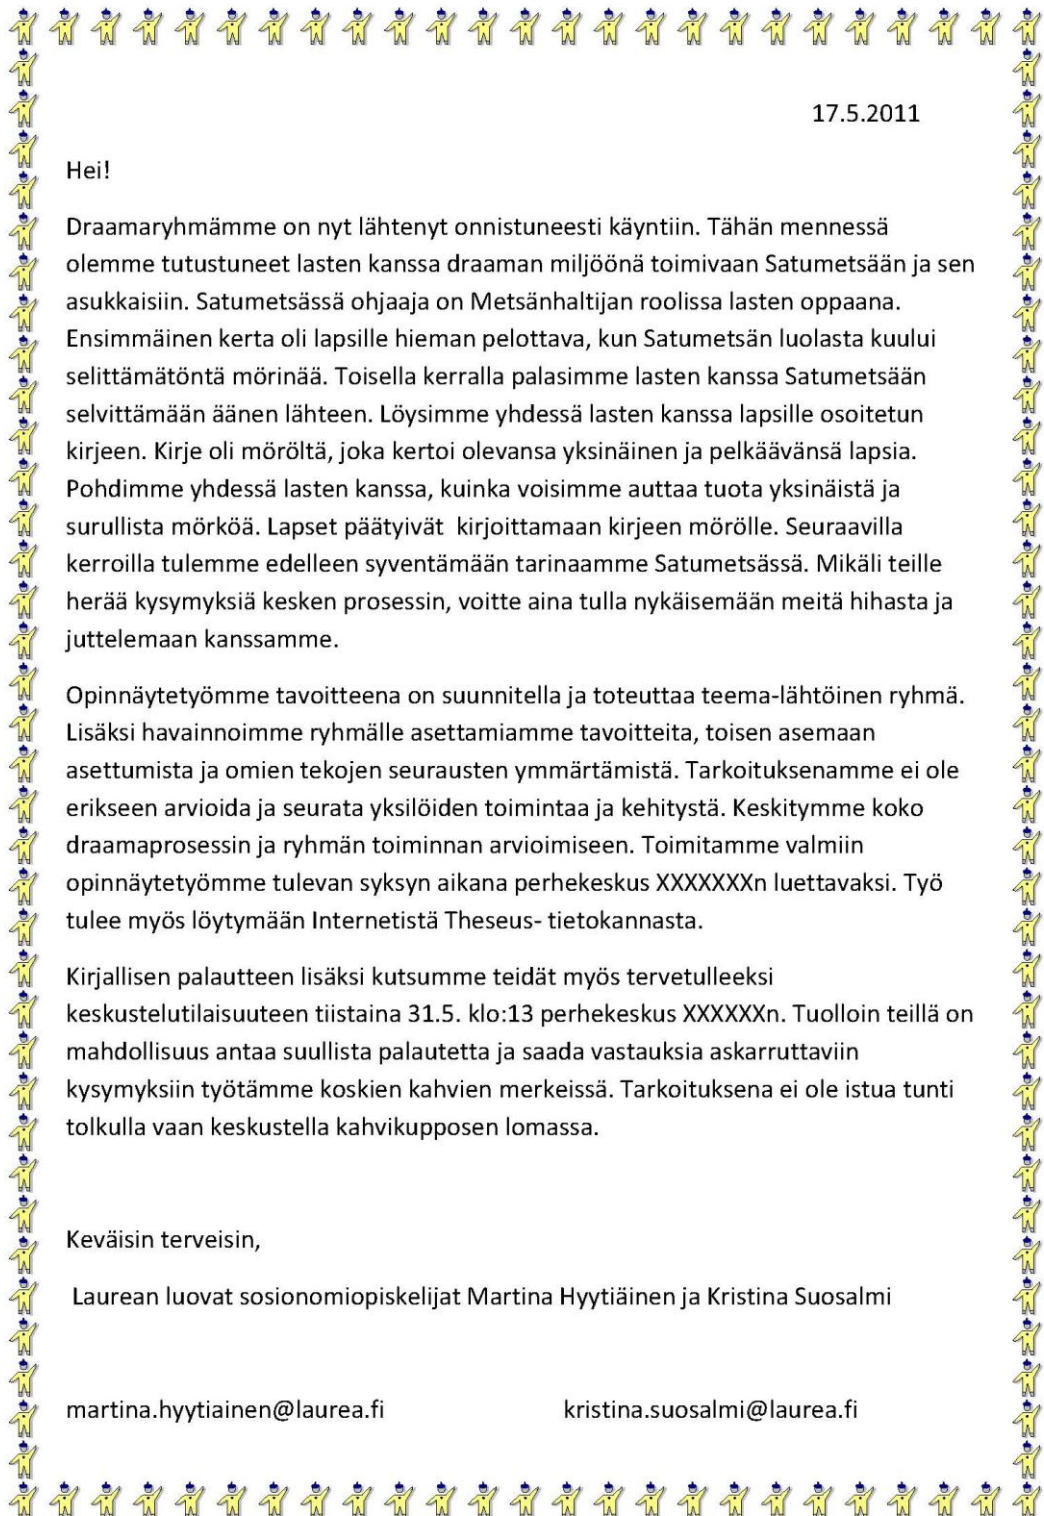 17.5.2011
Hei!
Draamaryhmämme on nyt lähtenyt onnistuneesti käyntiin. Tähän mennessä
olemme tutustuneet lasten kanssa draaman miljöönä toimivaan Satumetsään ja sen
asukkaisiin. Satumetsässä ohjaaja on Metsänhaltijan roolissa lasten oppaana.
Ensimmäinen kerta oli lapsille hieman pelottava, kun Satumetsän luolasta kuului
selittämätöntä mörinää. Toisella kerralla palasimme lasten kanssa Satumetsään
selvittämään äänen lähteen. Löysimme yhdessä lasten kanssa lapsille osoitetun
kirjeen. Kirje oli möröltä, joka kertoi olevansa yksinäinen ja pelkäävänsä lapsia.
Pohdimme yhdessä lasten kanssa, kuinka voisimme auttaa tuota yksinäistä ja
surullista mörköä. Lapset päätyivät  kirjoittamaan kirjeen mörölle. Seuraavilla
kerroilla tulemme edelleen syventämään tarinaamme Satumetsässä. Mikäli teille
herää kysymyksiä kesken prosessin, voitte aina tulla nykäisemään meitä hihasta ja
juttelemaan kanssamme.
Opinnäytetyömme tavoitteena on suunnitella ja toteuttaa teema-lähtöinen ryhmä.
Lisäksi havainnoimme ryhmälle asettamiamme tavoitteita, toisen asemaan
asettumista ja omien tekojen seurausten ymmärtämistä. Tarkoituksenamme ei ole
erikseen arvioida ja seurata yksilöiden toimintaa ja kehitystä. Keskitymme koko
draamaprosessin ja ryhmän toiminnan arvioimiseen. Toimitamme valmiin
opinnäytetyömme tulevan syksyn aikana perhekeskus XXXXXXXn luettavaksi. Työ
tulee myös löytymään Internetistä Theseus- tietokannasta.
Kirjallisen palautteen lisäksi kutsumme teidät myös tervetulleeksi
keskustelutilaisuuteen tiistaina 31.5. klo:13 perhekeskus XXXXXXn. Tuolloin teillä on
mahdollisuus antaa suullista palautetta ja saada vastauksia askarruttaviin
kysymyksiin työtämme koskien kahvien merkeissä. Tarkoituksena ei ole istua tunti
tolkulla vaan keskustella kahvikupposen lomassa.
Keväisin terveisin,
Laurean luovat sosionomiopiskelijat Martina Hyytiäinen ja Kristina Suosalmi
martina.hyytiainen@laurea.fi kristina.suosalmi@laurea.fi